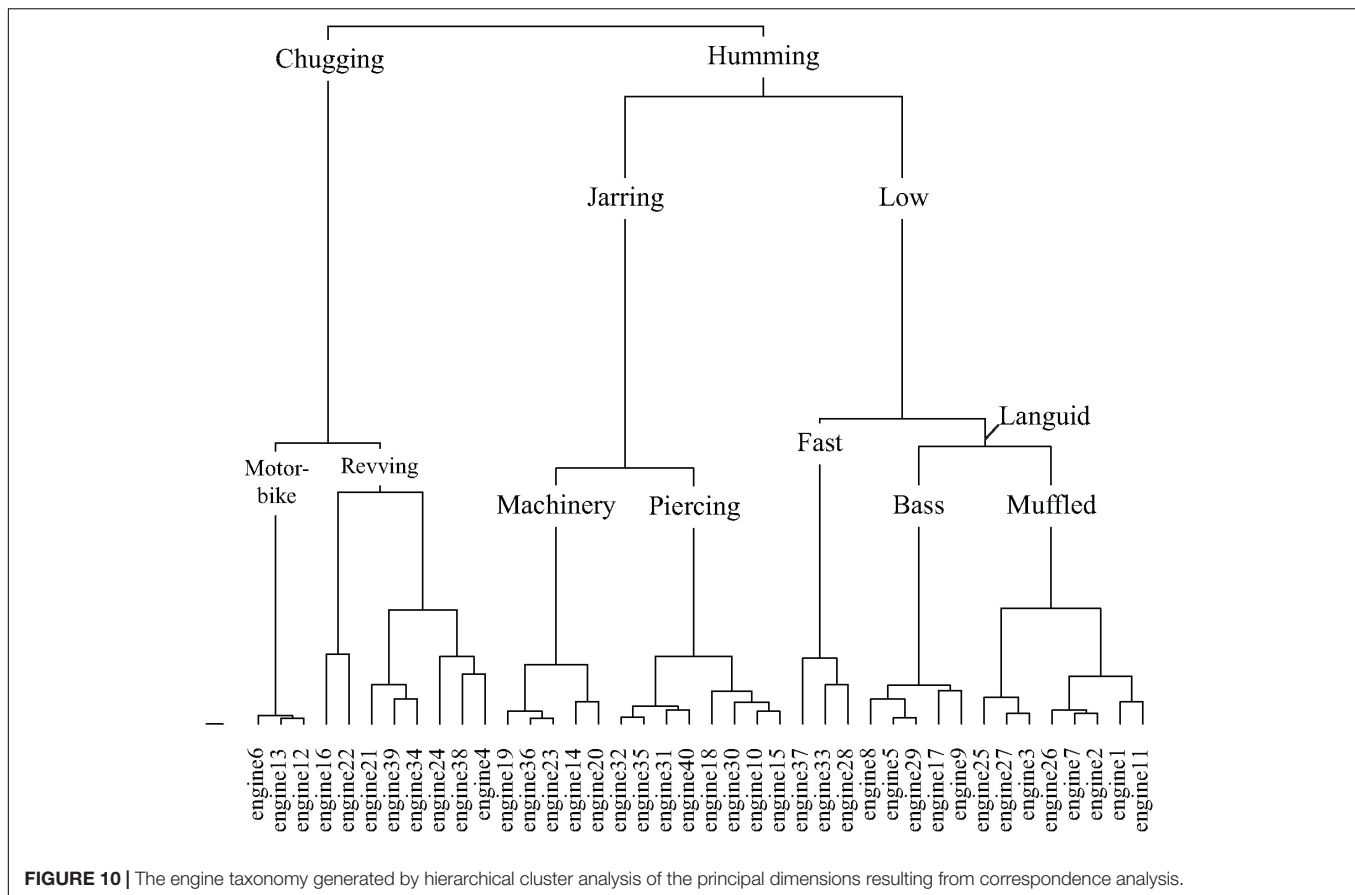 Chugging
Humming
Jarring
Low
Languid
Fast
Motor-
bike
Revving
Machinery
Piercing
Bass
Muffled
engine6
engine13
engine12
engine16
engine22
engine21
engine39
engine34
engine24
engine38
engine4
engine19
engine36
engine23
engine14
engine20
engine32
engine35
engine31
engine40
engine18
engine30
engine10
engine15
engine37
engine33
engine28
engine8
engine5
engine29
engine17
engine9
engine25
engine27
engine3
engine26
engine7
engine2
engine1
engine11
FIGURE 10 | The engine taxonomy generated by hierarchical cluster analysis of the principal dimensions resulting from correspondence analysis.